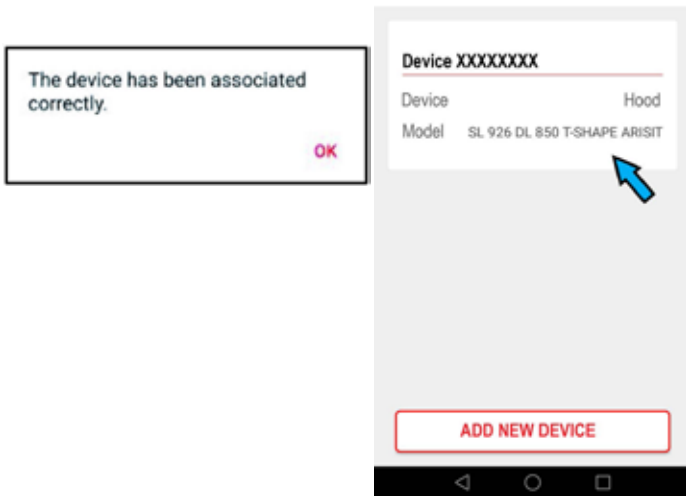 The device has been associated
correctly.
OK
Device XXXXXXXX
Device Hood
Model SL 926 DL 850 T-SHAPE ARISIT
ADD NEW DEVICE